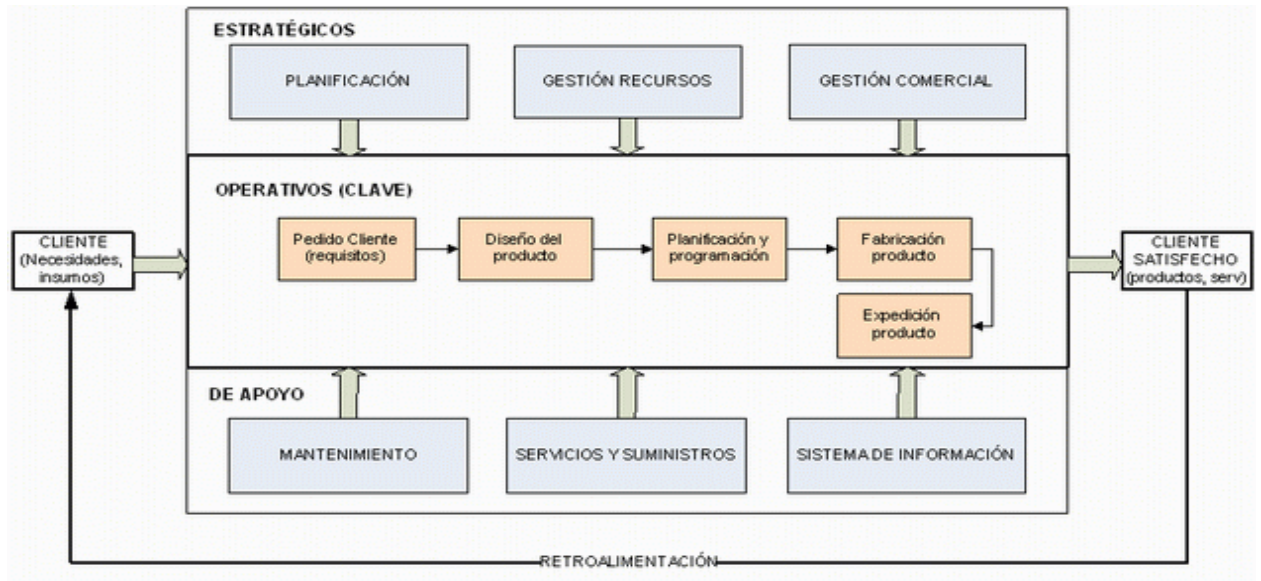 ESTRATÉGICOS
PLANIFICACIÓN
GESTIÓN RECURSOS
GESTIÓN COMERCIAL
OPERATIVOS (CLAVE)
CLIENTE
(Necesidades,
insumos)
Pedido Cliente
(requisitos)
Diseño del
producto
Planificación y
programación
Fabricación
producto
Expedición
producto
CLIENTE
SATISFECHO
(productos, serv)
DE APOYO
MANTENIMIENTO
SERVICIOS Y SUMINISTROS
SISTEMA DE INFORMACIÓN
RETROALIMENTACIÓN